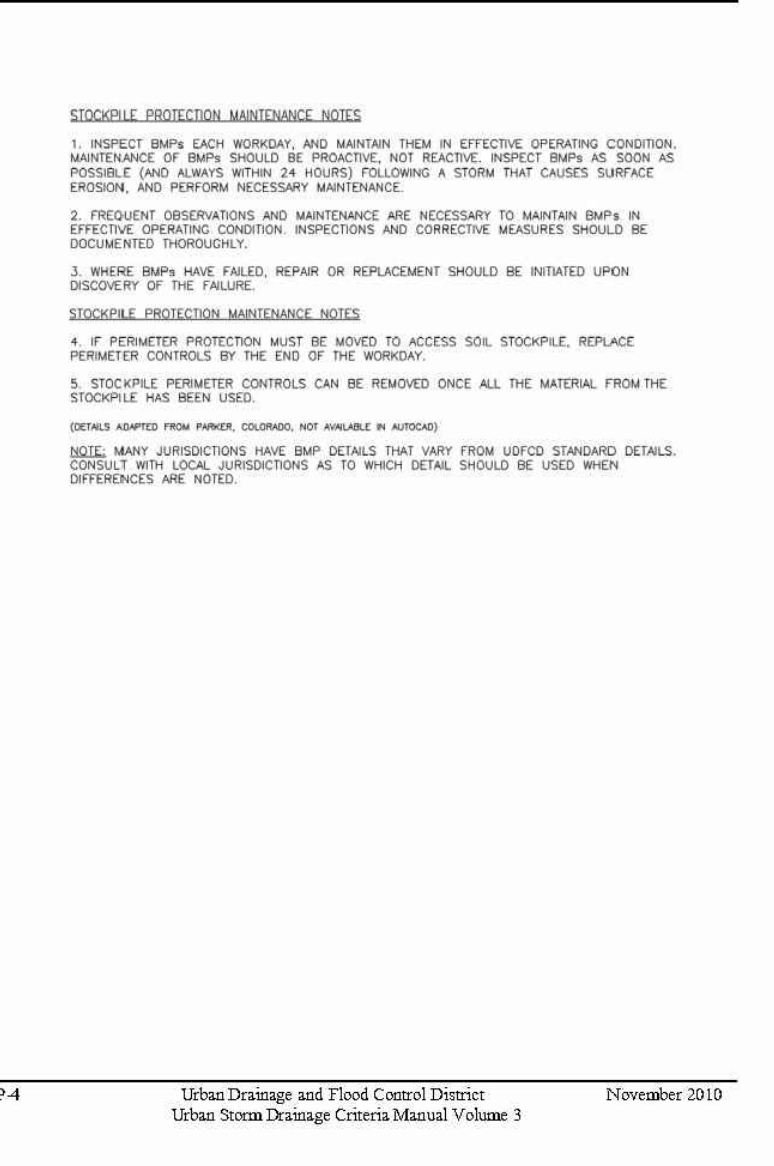 STOCKPILE PROTECTION MAINTENANCE NOTES
1. INSPECT BMPs EACH WORKDAY, AND MAINTAIN THEM IN EFFECTIVE OPERATING CONDITION.
MAINTENANCE OF BMPs SHOULD BE PROACTIVE, NOT REACTIVE. INSPECT BMPs AS SOON AS
POSSIBLE (AND ALWAYS WITHIN 24 HOURS) FOLLOWING A STORM THAT CAUSES SURFACE
EROSION, AND PERFORM NECESSARY MAINTENANCE.
2. FREQUENT OBSERVATIONS AND MAINTENANCE ARE NECESSARY TO MAINTAIN BMPs IN
EFFECTIVE OPERATING CONDITION. INSPECTIONS AND CORRECTIVE MEASURES SHOULD BE
DOCUMENTED THOROUGHLY.
3. WHERE BMPs HAVE FAILED, REPAIR OR REPLACEMENT SHOULD BE INITIATED UPON
DISCOVERY OF THE FAILURE.
STOCKPILE PROTECTION MAINTENANCE NOTES
4. IF PERIMETER PROTECTION MUST BE MOVED TO ACCESS SOIL STOCKPILE, REPLACE
PERIMETER CONTROLS BY THE END OF THE WORKDAY.
5. STOCKPILE PERIMETER CONTROLS CAN BE REMOVED ONCE ALL THE MATERIAL FROM THE
STOCKPILE HAS BEEN USED.
(DETAILS ADAPTED FROM PARKER, COLORADO, NOT AVAILABLE IN AUTOCAD)
NOTE: MANY JURISDICTIONS HAVE BMP DETAILS THAT VARY FROM UDFCD STANDARD DETAILS.
CONSULT WITH LOCAL JURISDICTIONS AS TO WHICH DETAIL SHOULD BE USED WHEN
DIFFERENCES ARE NOTED.
P-4 Urban Drainage and Flood Control District November 2010
Urban Storm Drainage Criteria Manual Volume 3